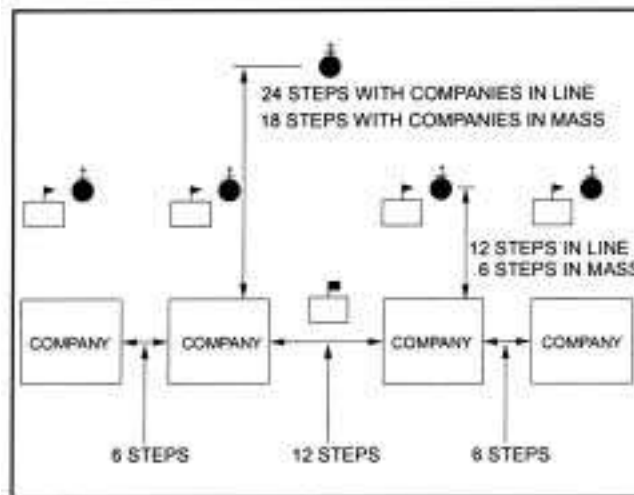 24 STEPS WITH COMPANIES IN LINE
18 STEPS WITH COMPANIES IN MASS
12 STEPS IN LINE
6 STEPS IN MASS
COMPANY
COMPANY
COMPANY
COMPANY
6 STEPS
12 STEPS
6 STEPS